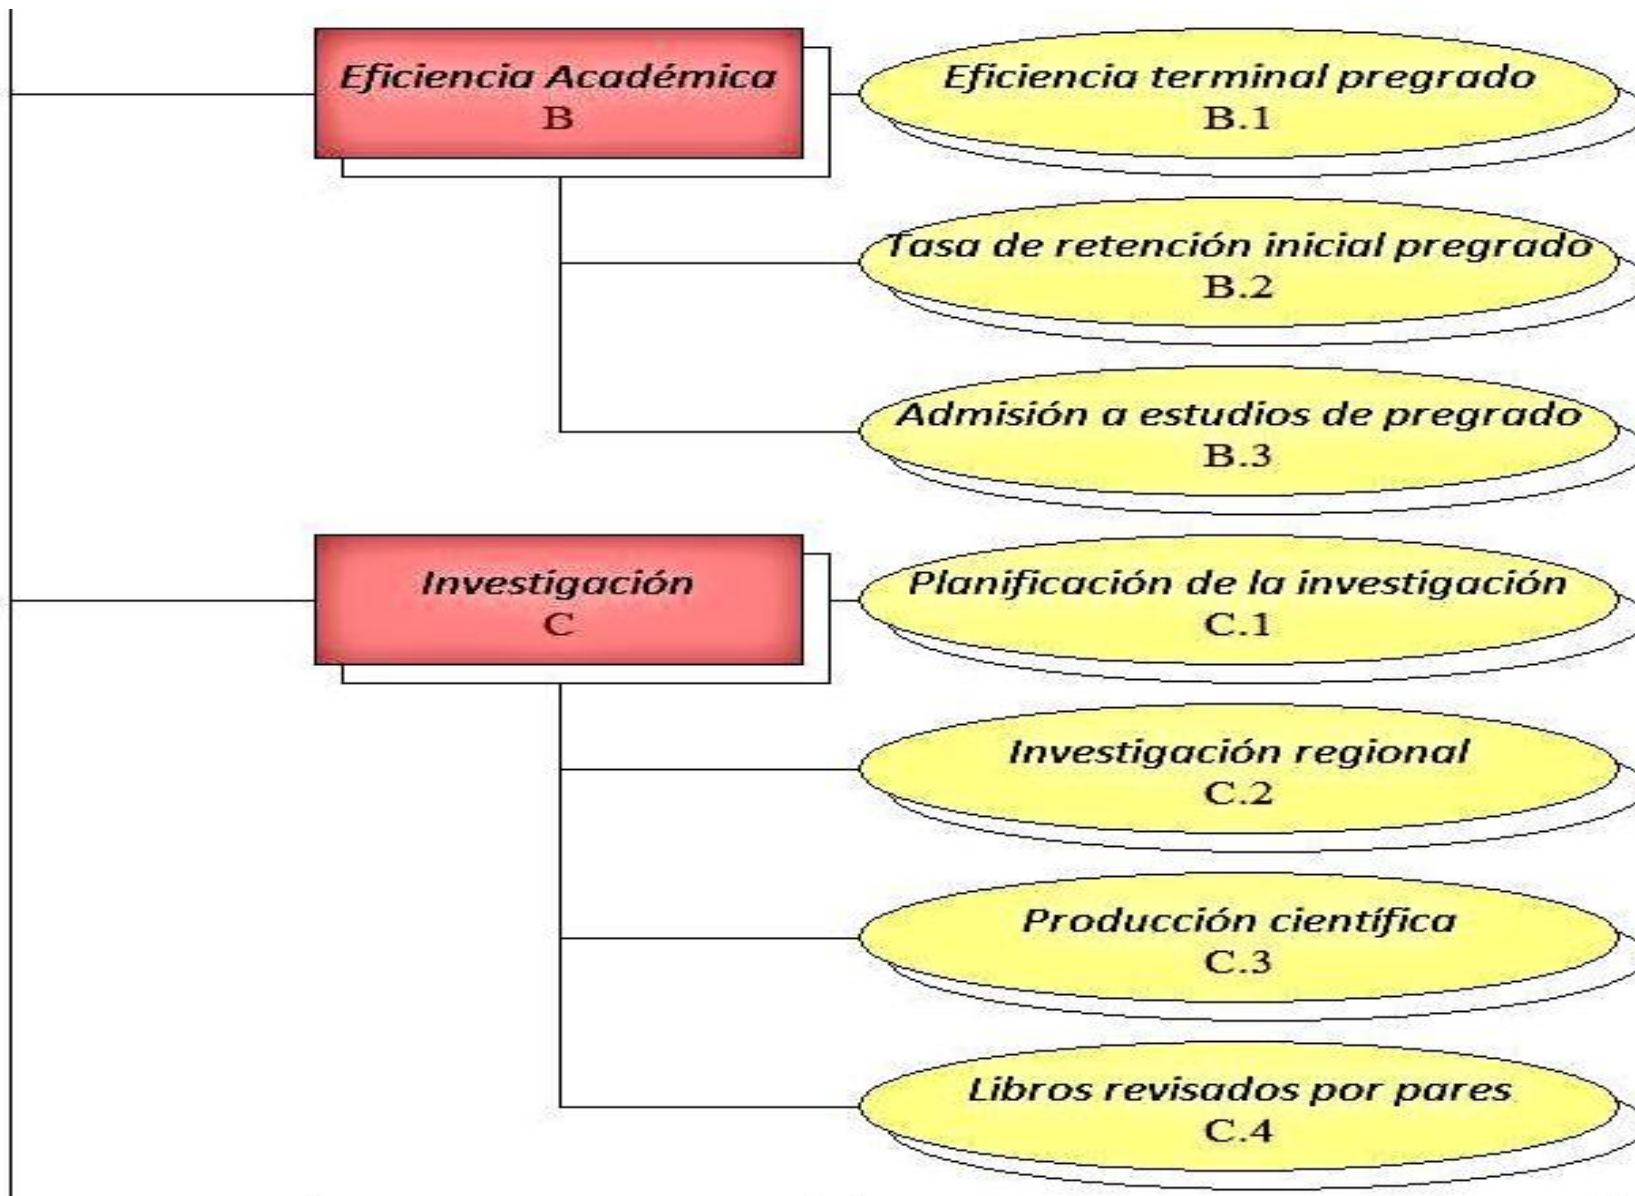 Eficiencia Académica
B
Eficiencia terminal pregrado
B.1
Tasa de retención inicial pregrado
B.2
Admisión a estudios de pregrado
B.3
Investigación
C
Planificación de la investigación
C.1
Investigación regional
C.2
Producción científica
C.3
Libros revisados por pares
C.4